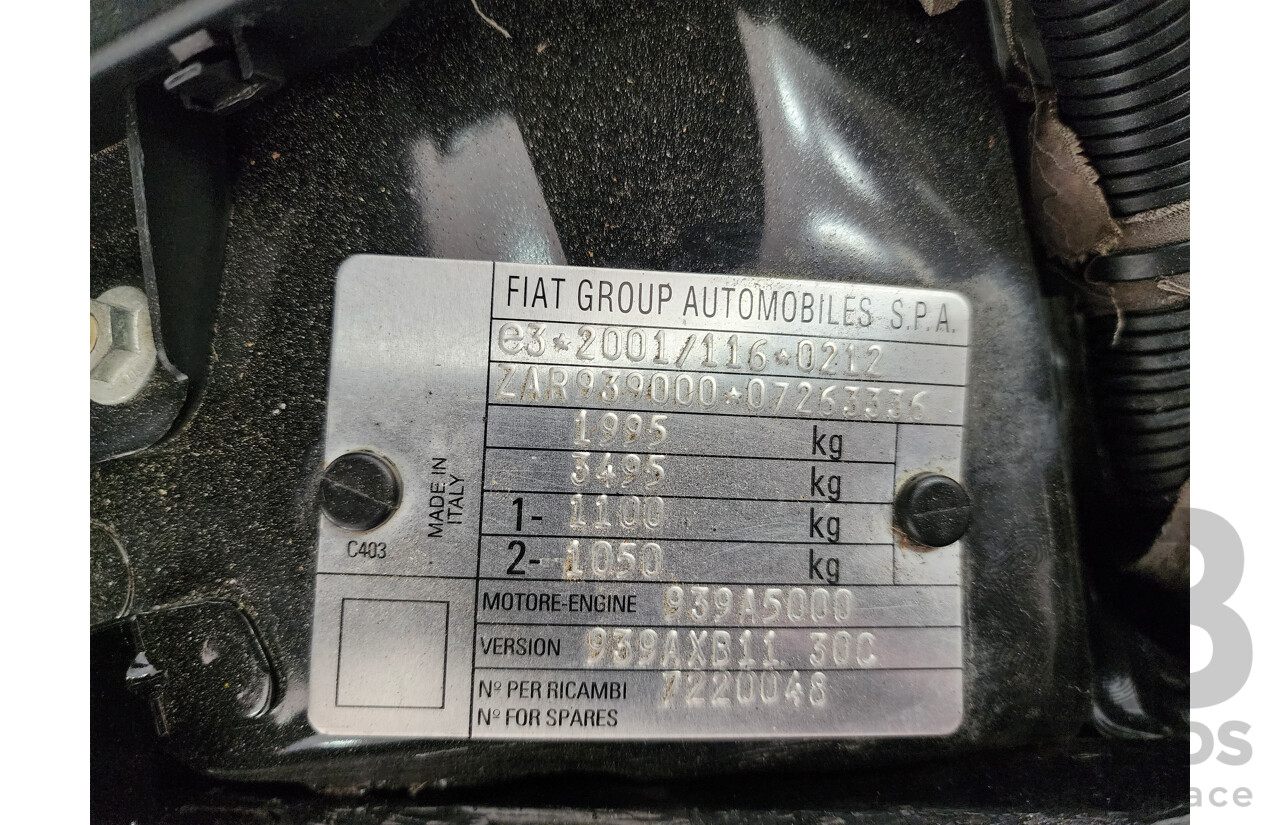 FIAT GROUP AUTOMOBILES S.P.A.
e3*2001/116*0212
ZAR939000*07263336
1995 kg
3495 kg
1- 1100 kg
2- 1050 kg
MADE IN
ITALY
C403
MOTORE-ENGINE 939A5000
VERSION 939AXB11 30C
Nº PER RICAMBI 7220048
Nº FOR SPARES